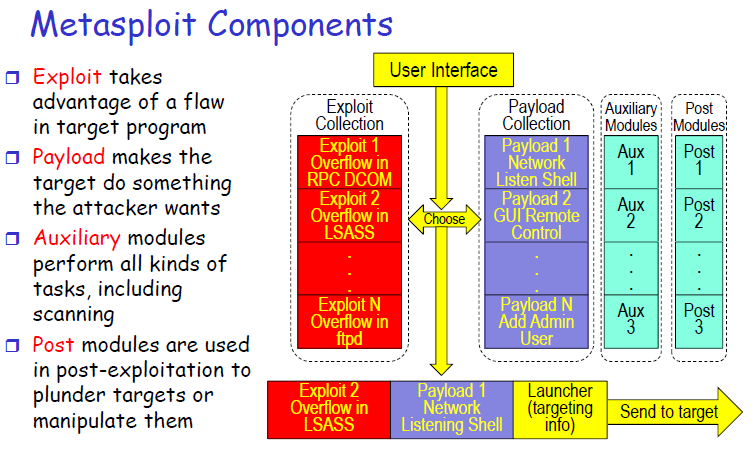 Metasploit Components
Exploit takes
advantage of a flaw
in target program
Payload makes the
target do something
the attacker wants
Auxiliary modules
perform all kinds of
tasks, including
scanning
Post modules are used
in post-exploitation to
plunder targets or
manipulate them
User Interface
Exploit
Collection
Exploit 1
Overflow in
RPC DCOM
Exploit 2
Overflow in
LSASS
.
.
.
Exploit N
Overflow in
ftpd
Choose
Payload
Collection
Payload 1
Network
Listen Shell
Payload 2
GUI Remote
Control
.
.
.
Payload N
Add Admin
User
Auxiliary
Modules
Aux
1
Aux
2
.
.
.
Aux
3
Post
Modules
Post
1
Post
2
.
.
.
Post
3
Exploit 2
Overflow in
LSASS
Payload 1
Network
Listening Shell
Launcher
(targeting
info)
Send to target